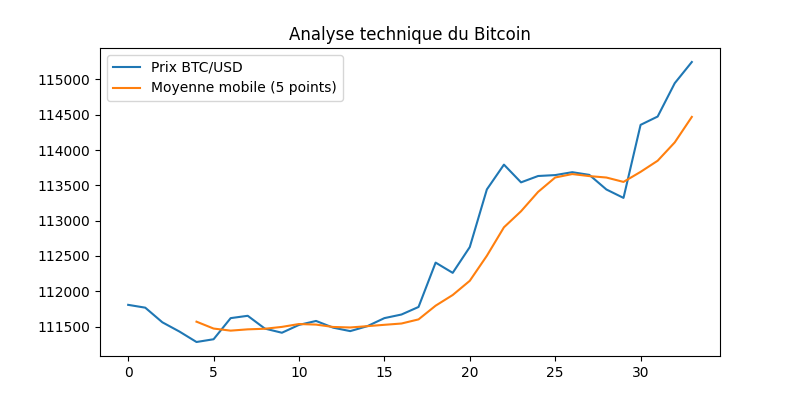 Analyse technique du Bitcoin
Prix BTC/USD
Moyenne mobile (5 points)
115000
114500
114000
113500
113000
112500
112000
111500
0 5 10 15 20 25 30